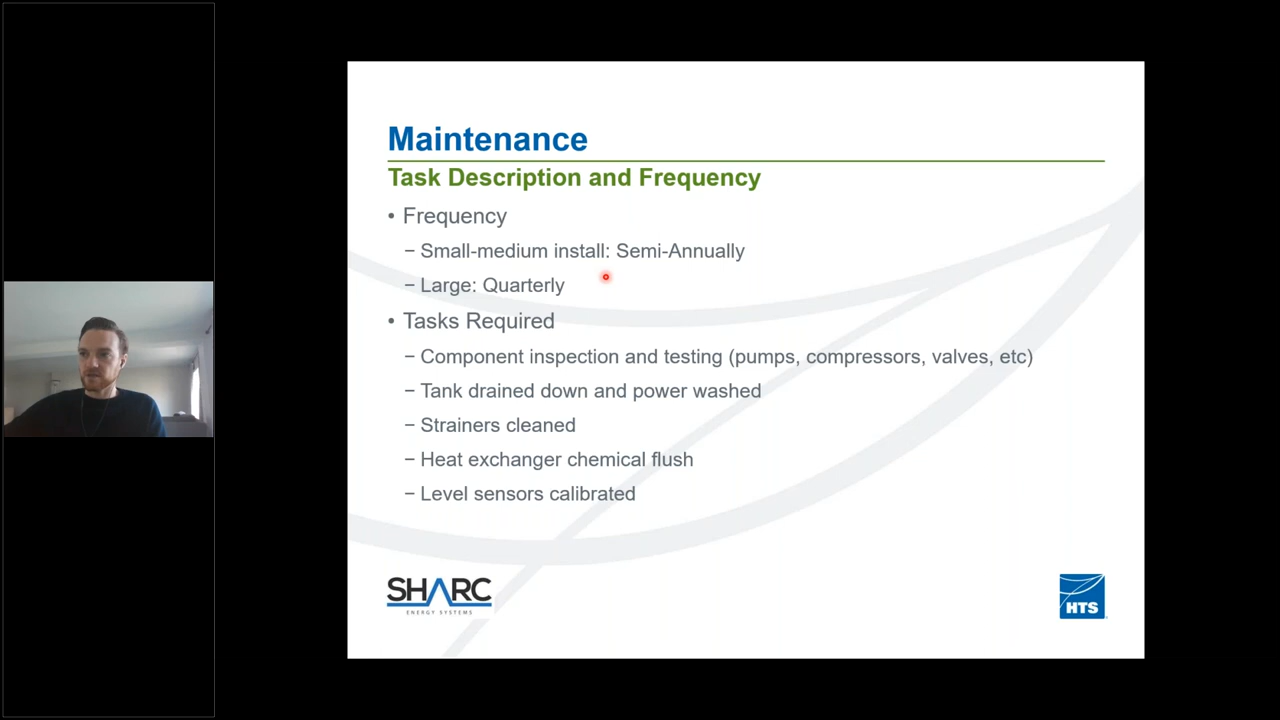 Maintenance
Task Description and Frequency
• Frequency
− Small-medium install: Semi-Annually
− Large: Quarterly
• Tasks Required
− Component inspection and testing (pumps, compressors, valves, etc)
− Tank drained down and power washed
− Strainers cleaned
− Heat exchanger chemical flush
− Level sensors calibrated
SHARC
ENERGY SYSTEMS
HTS